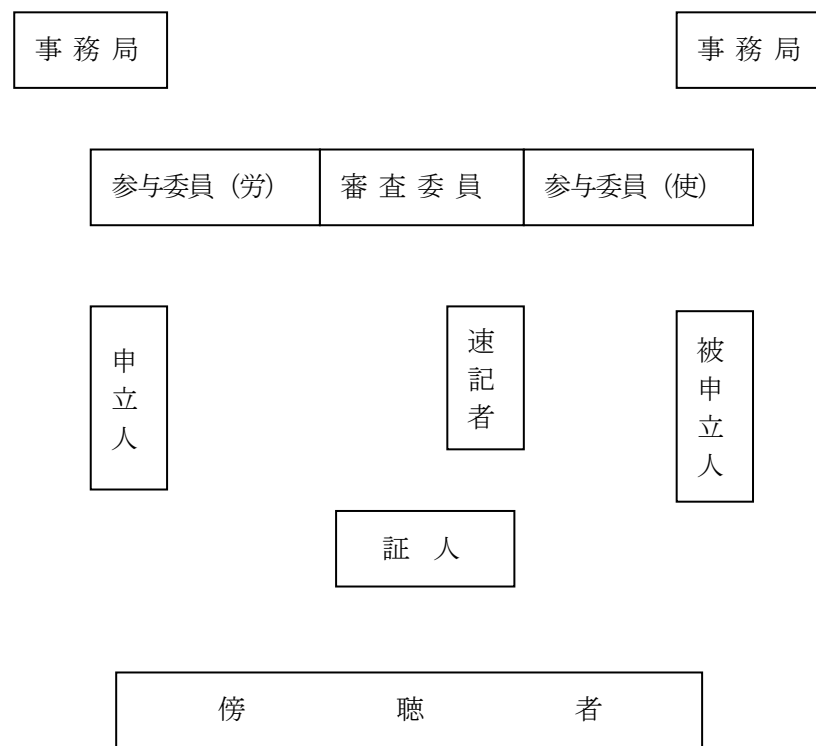 事務局
事務局
参与委員（労）
審査委員
参与委員（使）
申立人
速記者
被申立人
証人
傍聴者